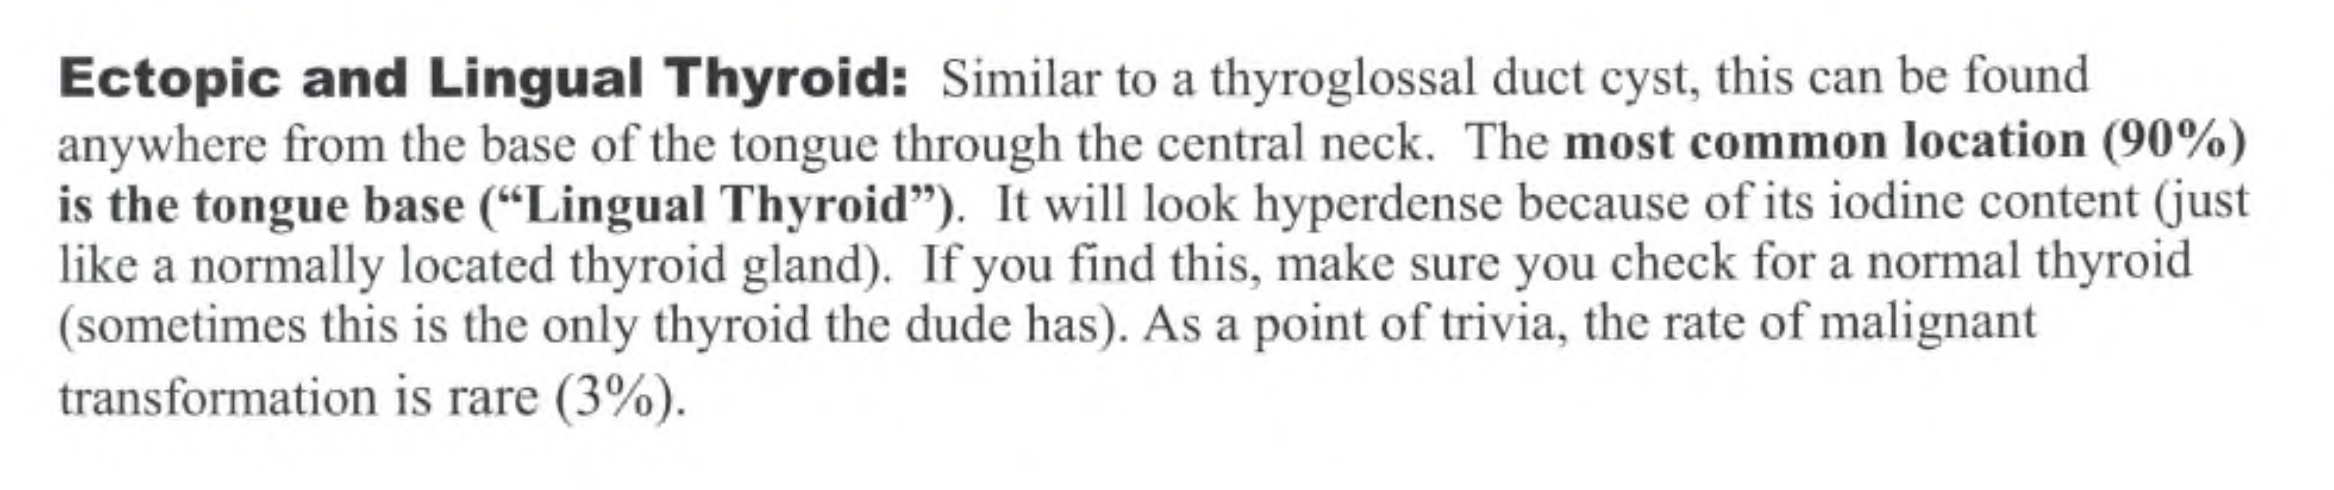 Ectopic and Lingual Thyroid: Similar to a thyroglossal duct cyst, this can be found
anywhere from the base of the tongue through the central neck. The most common location (90%)
is the tongue base (“Lingual Thyroid”). It will look hyperdense because of its iodine content (just
like a normally located thyroid gland). If you find this, make sure you check for a normal thyroid
(sometimes this is the only thyroid the dude has). As a point of trivia, the rate of malignant
transformation is rare (3%).